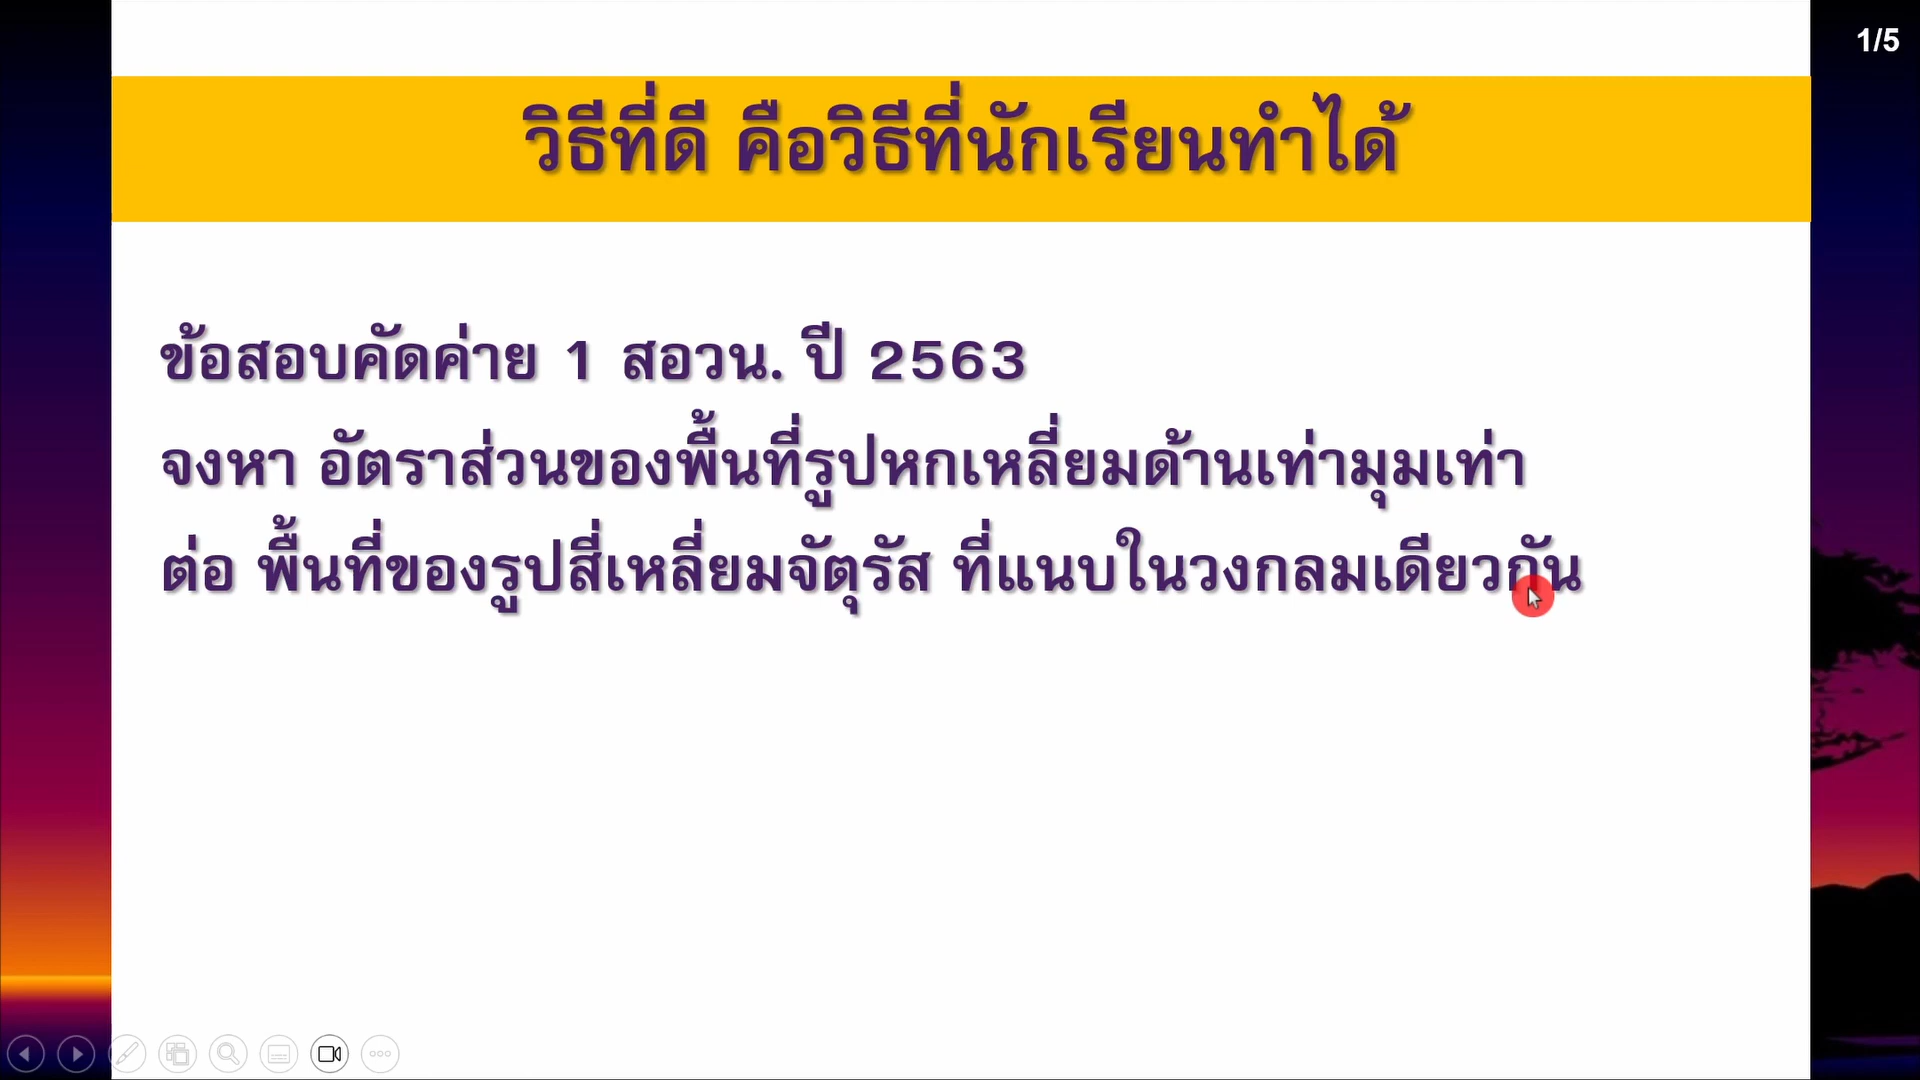 1/5
วิธีที่ดี คือวิธีที่นักเรียนทำได้
ข้อสอบคัดค่าย 1 สอวน. ปี 2563
จงหา อัตราส่วนของพื้นที่รูปหกเหลี่ยมด้านเท่ามุมเท่า
ต่อ พื้นที่ของรูปสี่เหลี่ยมจัตุรัส ที่แนบในวงกลมเดียวกัน